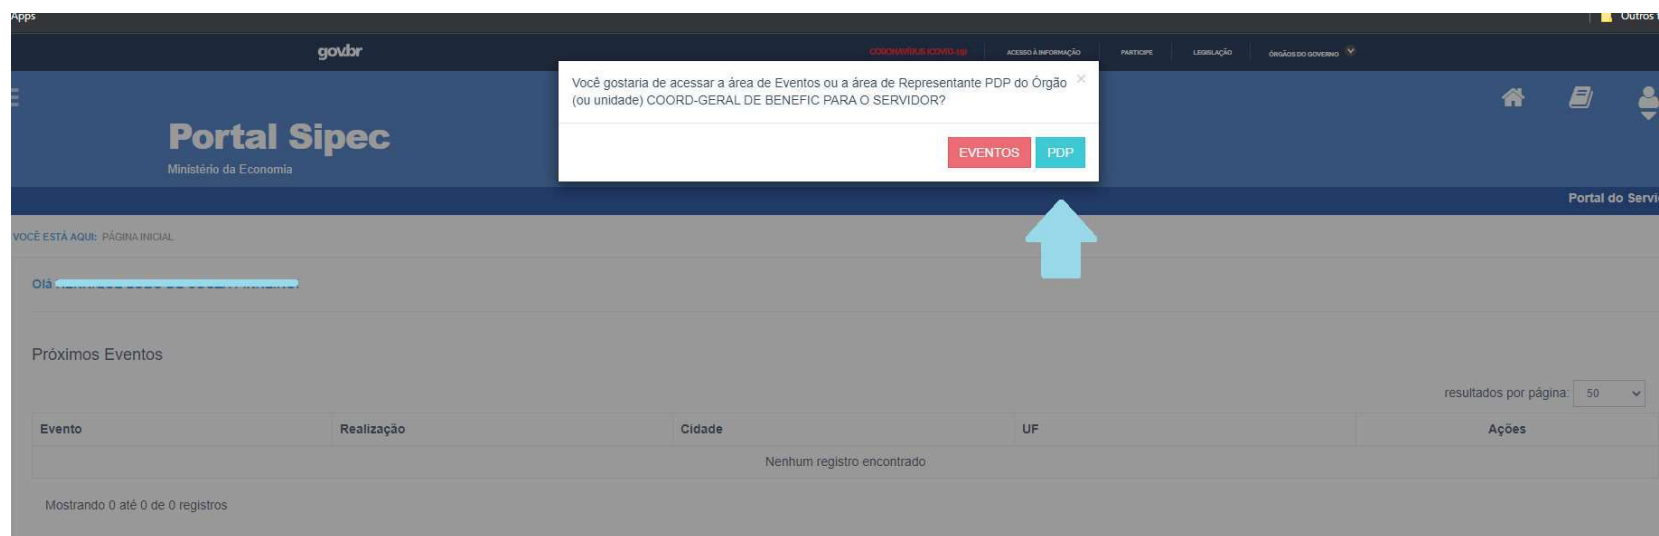 Apps
Outros f
gov.br
CORONAVÍRUS (COVID-19)
ACESSO À INFORMAÇÃO
PARTICIPE
LEGISLAÇÃO
ÓRGÃOS DO GOVERNO
Você gostaria de acessar a área de Eventos ou a área de Representante PDP do Órgão ×
(ou unidade) COORD-GERAL DE BENEFIC PARA O SERVIDOR?
EVENTOS PDP
Portal Sipec
Ministério da Economia
Portal do Servi
VOCÊ ESTÁ AQUI: PÁGINA INICIAL
Olá
Próximos Eventos
resultados por página: 50
Evento Realização Cidade UF Ações
Nenhum registro encontrado
Mostrando 0 até 0 de 0 registros